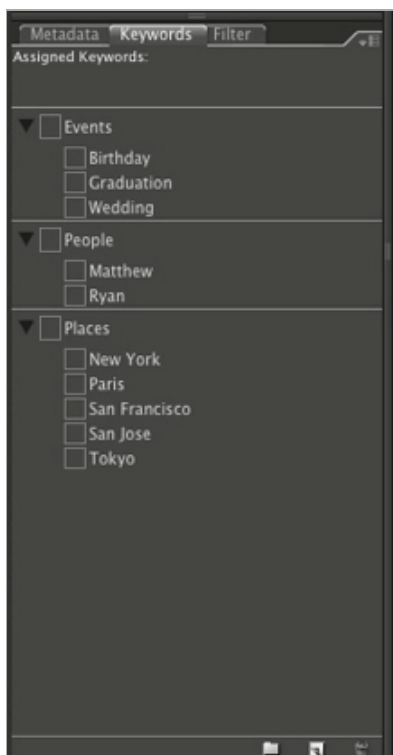 Metadata Keywords Filter
Assigned Keywords:
Events
Birthday
Graduation
Wedding
People
Matthew
Ryan
Places
New York
Paris
San Francisco
San Jose
Tokyo